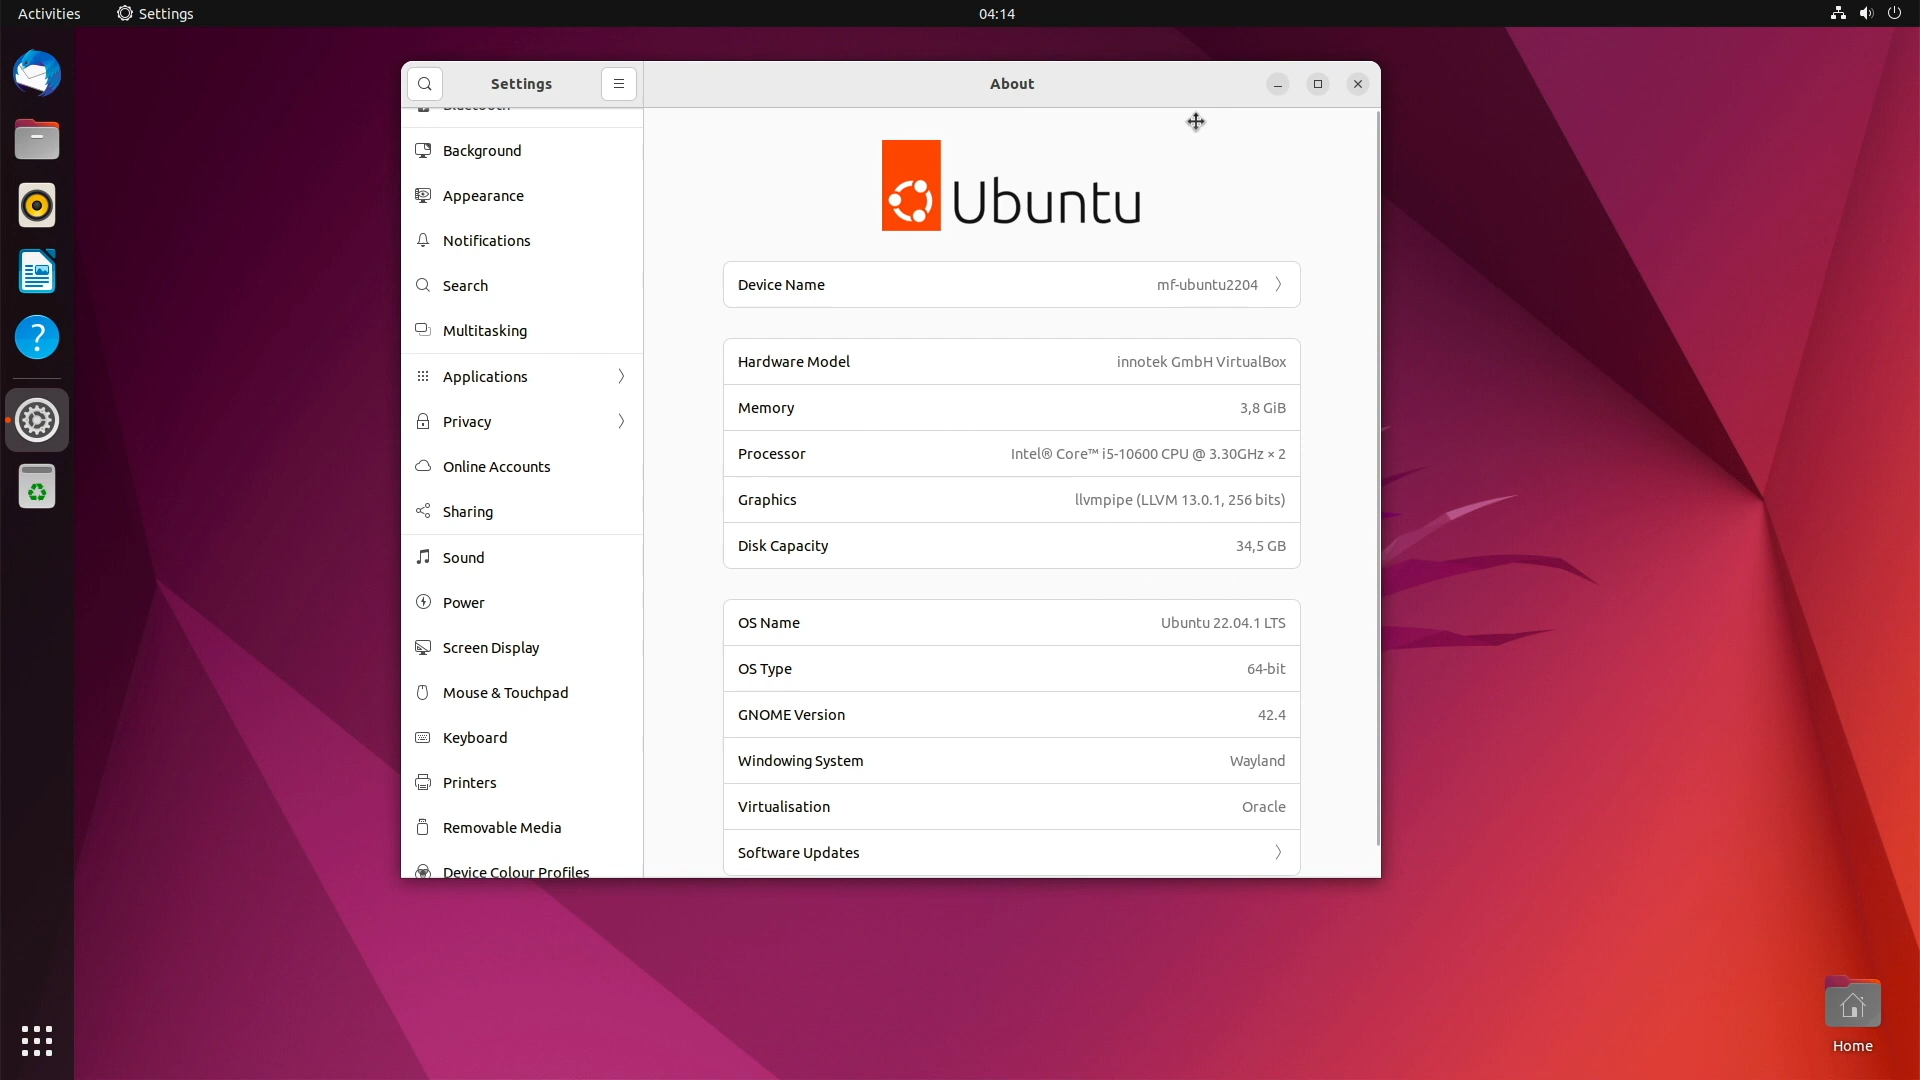 Activities
Settings
04:14
Settings
About
Bluetooth
Background
Appearance
Notifications
Search
Multitasking
Applications
Privacy
Online Accounts
Sharing
Sound
Power
Screen Display
Mouse & Touchpad
Keyboard
Printers
Removable Media
Device Colour Profiles
Ubuntu
Device Name mf-ubuntu2204
Hardware Model innotek GmbH VirtualBox
Memory 3,8 GiB
Processor Intel® Core™ i5-10600 CPU @ 3.30GHz × 2
Graphics llvmpipe (LLVM 13.0.1, 256 bits)
Disk Capacity 34,5 GB
OS Name Ubuntu 22.04.1 LTS
OS Type 64-bit
GNOME Version 42.4
Windowing System Wayland
Virtualisation Oracle
Software Updates
Home